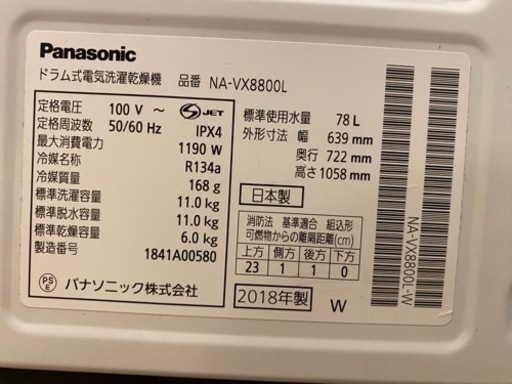 Panasonic
ドラム式電気洗濯乾燥機 品番 NA-VX8800L
定格電圧 100 V ~
定格周波数 50/60 Hz
S JET
IPX4
最大消費電力 1190 W
冷媒名称 R134a
冷媒質量 168 g
標準洗濯容量 11.0 kg
標準脱水容量 11.0 kg
標準乾燥容量 6.0 kg
製造番号 1841A00580
PS
E
パナソニック株式会社
標準使用水量 78 L
外形寸法 幅 639 mm
奥行 722 mm
高さ 1058 mm
日本製
消防法 基準適合 組込形
可燃物からの離隔距離(cm)
上方 側方 後方 下方
23 1 1 0
2018年製 W
NA-VX8800L-W